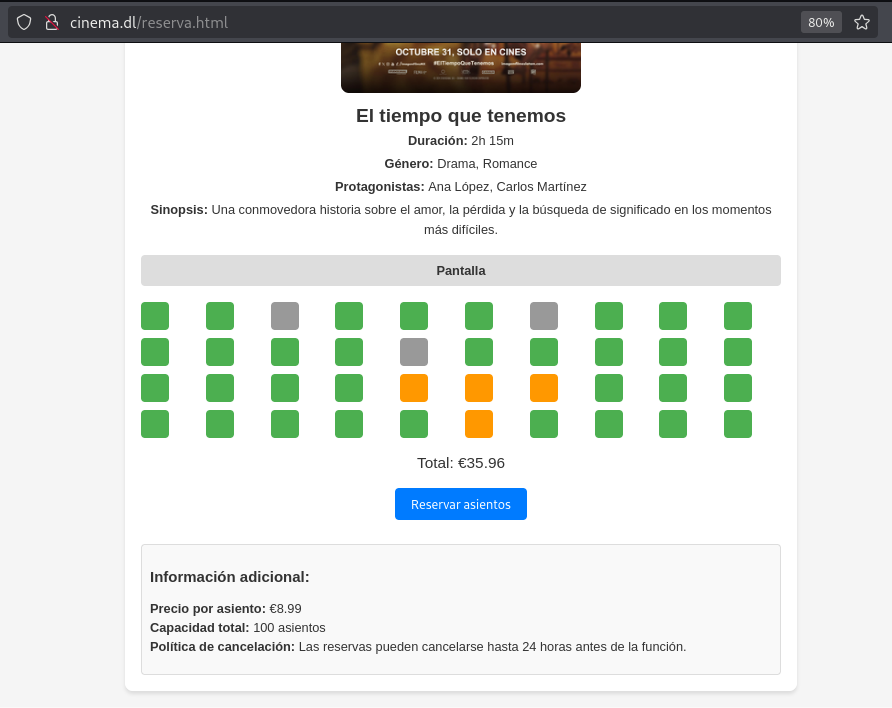 cinema.dl/reserva.html
80%
OCTUBRE 31, SOLO EN CINES
#ElTiempoQueTenemos
El tiempo que tenemos
Duración: 2h 15m
Género: Drama, Romance
Protagonistas: Ana López, Carlos Martínez
Sinopsis: Una conmovedora historia sobre el amor, la pérdida y la búsqueda de significado en los momentos
más difíciles.
Pantalla
Total: €35.96
Reservar asientos
Información adicional:
Precio por asiento: €8.99
Capacidad total: 100 asientos
Política de cancelación: Las reservas pueden cancelarse hasta 24 horas antes de la función.